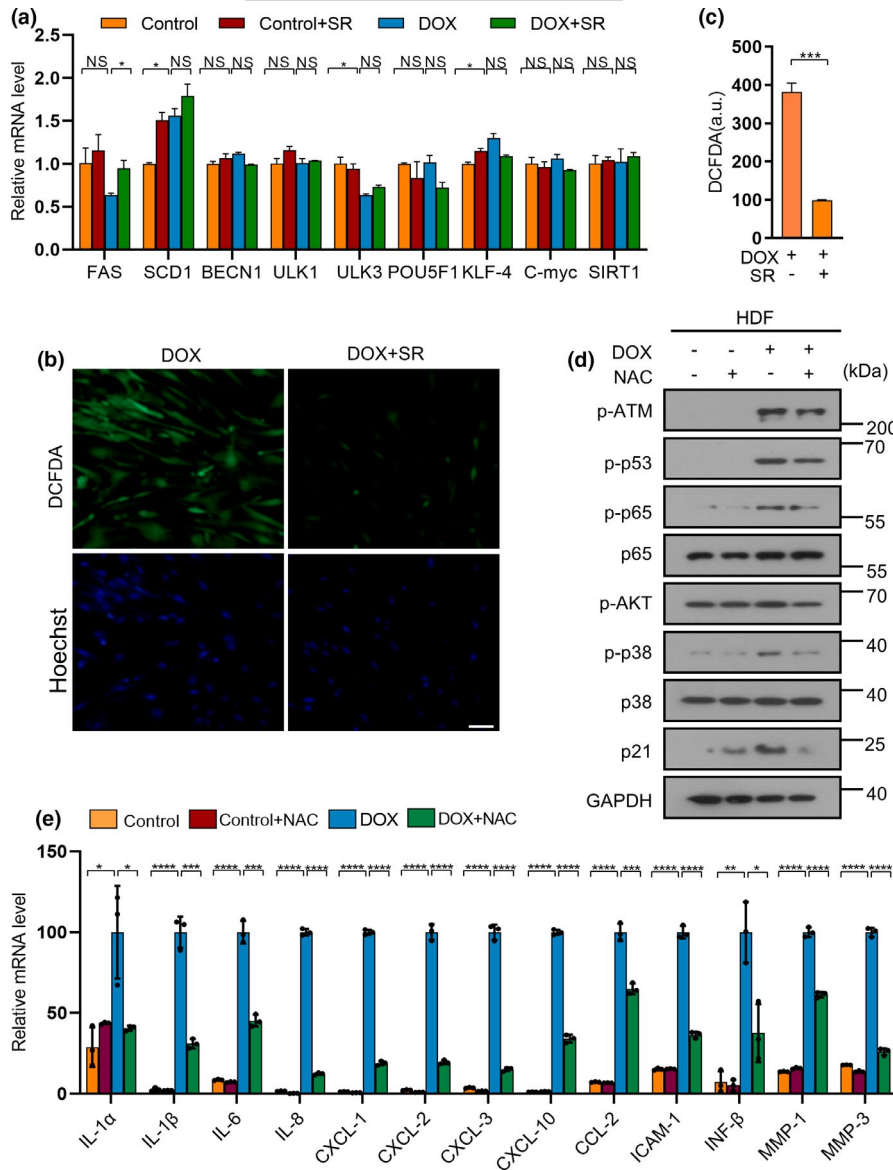 (a)
Control Control+SR DOX DOX+SR
Relative mRNA level
2.5
2.0
1.5
1.0
0.5
0.0
NS * * NS NS NS NS NS * NS NS NS * NS NS NS NS NS
FAS SCD1 BECN1 ULK1 ULK3 POU5F1 KLF-4 C-myc SIRT1
(c)
DCFDA(a.u.)
500
400
300
200
100
0
***
DOX + +
SR - +
(b)
DOX DOX+SR
DCFDA
Hoechst
(d)
HDF
DOX - - + +
NAC - + - + (kDa)
p-ATM 200
p-p53 70
p-p65 55
p65 55
p-AKT 70
p-p38 40
p38 40
p21 25
GAPDH 40
(e)
Control Control+NAC DOX DOX+NAC
Relative mRNA level
150
100
50
0
* * **** *** **** *** **** **** **** **** **** **** **** **** **** **** **** *** **** **** ** * **** **** **** ****
IL-1α IL-1β IL-6 IL-8 CXCL-1 CXCL-2 CXCL-3 CXCL-10 CCL-2 ICAM-1 INF-β MMP-1 MMP-3